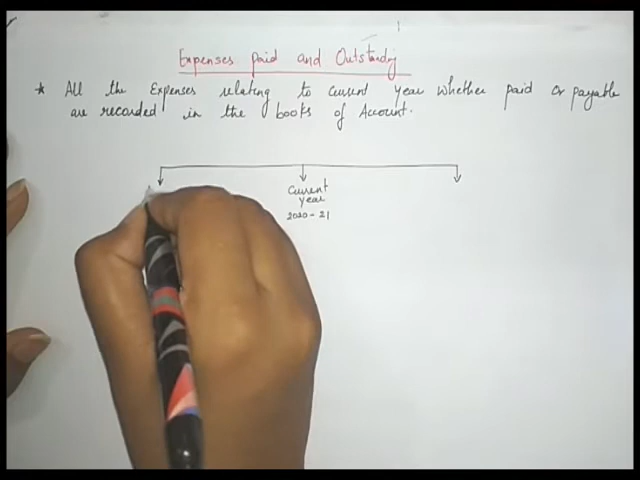 Expenses paid and Outstanding
* All the Expenses relating to current year whether paid or payable
are recorded in the books of Account.
Current
year
2020-21